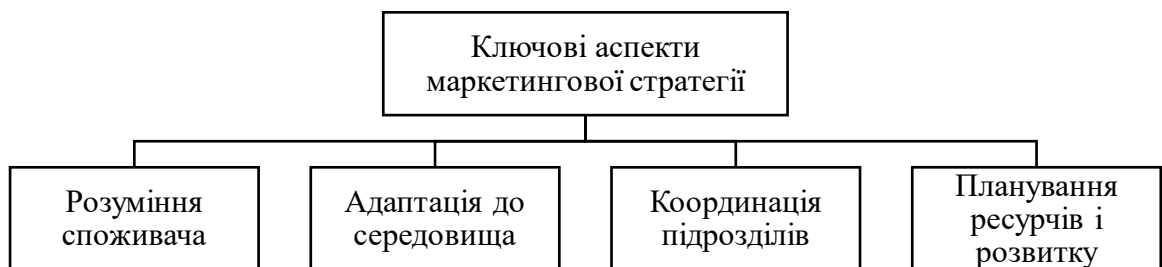 Ключові аспекти
маркетингової стратегії
Розуміння
споживача
Адаптація до
середовища
Координація
підрозділів
Планування
ресурчів і
розвитку